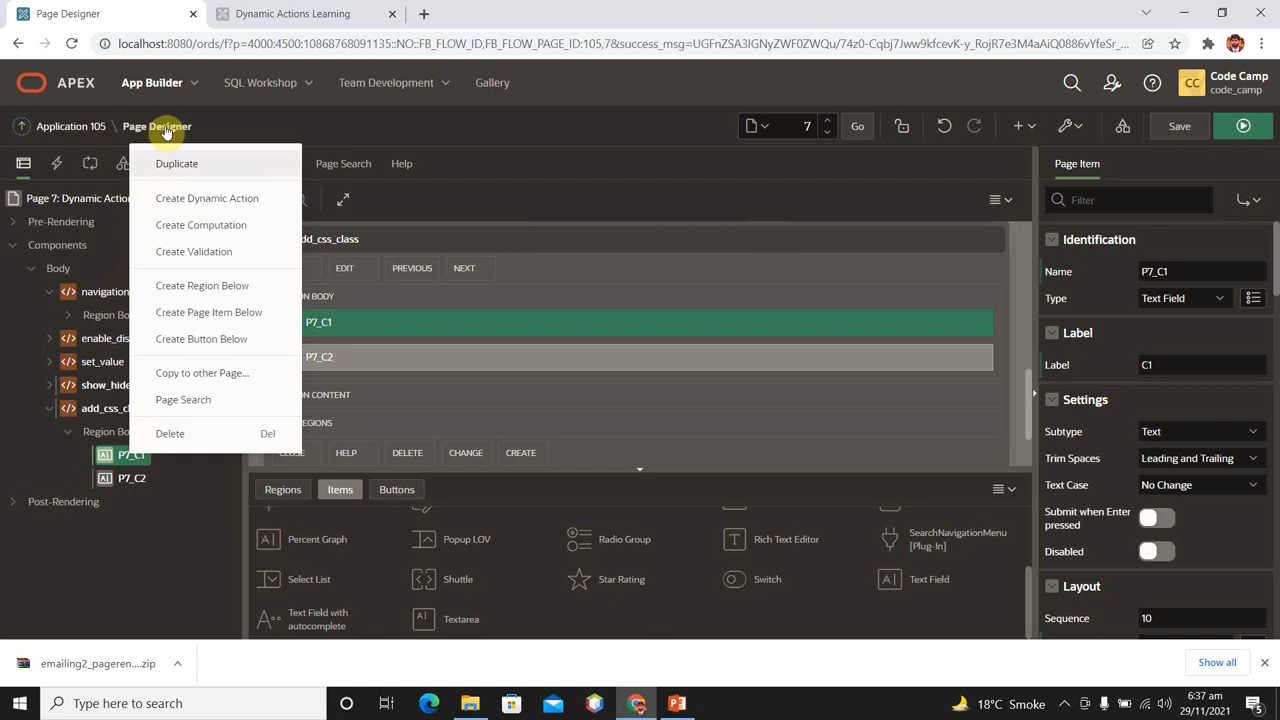 Page Designer
Dynamic Actions Learning
localhost:8080/ords/f?p=4000:4500:10868768091135::NO::FB_FLOW_ID,FB_FLOW_PAGE_ID:105,7&success_msg=UGFnZSA3IGNyZWF0ZWQu/74z0-Cqbj7Jww9kfcevK-y_RojR7e3M4aAjO0886vYfeSr_...
APEX
App Builder
SQL Workshop
Team Development
Gallery
CC
Code Camp
code_camp
Application 105 \ Page Designer
7
Go
Save
Duplicate
Create Dynamic Action
Create Computation
Create Validation
Create Region Below
Create Page Item Below
Create Button Below
Copy to other Page...
Page Search
Delete Del
Page Search
Help
Page 7: Dynamic Action
Pre-Rendering
Components
Body
navigation
Region Bo
enable_dis
set_value
show_hide
add_css_cl
Region Bo
P7_C1
P7_C2
Post-Rendering
add_css_class
EDIT
PREVIOUS
NEXT
ON BODY
P7_C1
P7_C2
ON CONTENT
REGIONS
CLOSE
HELP
DELETE
CHANGE
CREATE
Regions
Items
Buttons
Percent Graph
Popup LOV
Radio Group
Rich Text Editor
SearchNavigationMenu
[Plug-In]
Select List
Shuttle
Star Rating
Switch
Text Field
Text Field with
autocomplete
Textarea
Page Item
Filter
Identification
Name
P7_C1
Type
Text Field
Label
Label
C1
Settings
Subtype
Text
Trim Spaces
Leading and Trailing
Text Case
No Change
Submit when Enter
pressed
Disabled
Layout
Sequence
10
emailing2_pageren....zip
Show all
Type here to search
18°C Smoke
6:37 am
29/11/2021
5